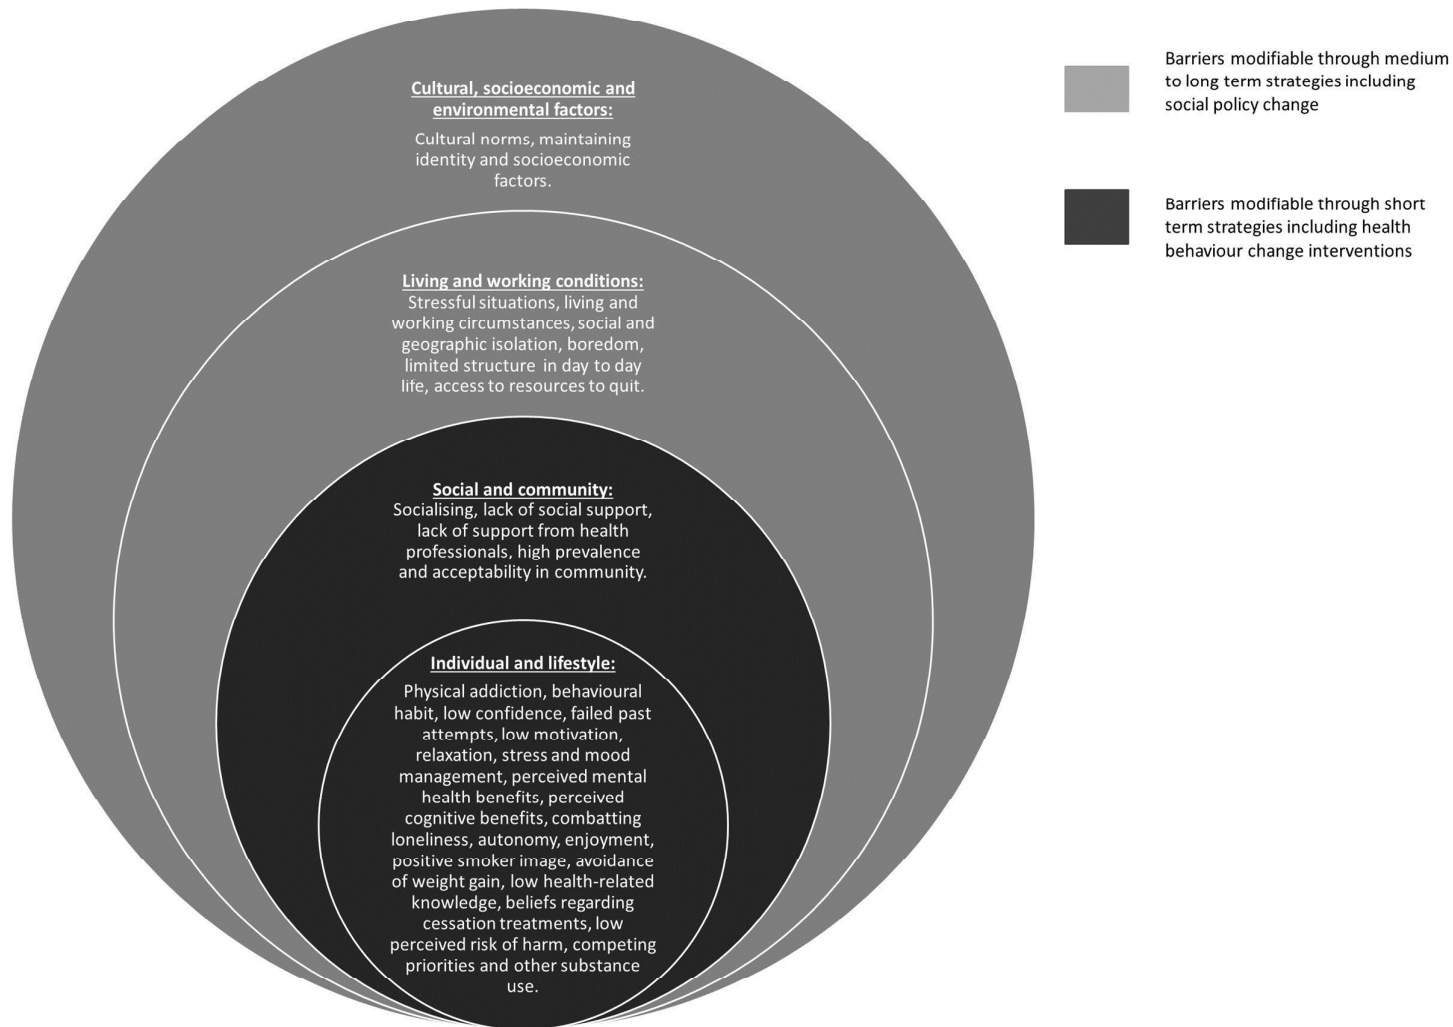 Cultural, socioeconomic and
environmental factors:
Cultural norms, maintaining
identity and socioeconomic
factors.
Living and working conditions:
Stressful situations, living and
working circumstances, social and
geographic isolation, boredom,
limited structure in day to day
life, access to resources to quit.
Social and community:
Socialising, lack of social support,
lack of support from health
professionals, high prevalence
and acceptability in community.
Individual and lifestyle:
Physical addiction, behavioural
habit, low confidence, failed past
attempts, low motivation,
relaxation, stress and mood
management, perceived mental
health benefits, perceived
cognitive benefits, combatting
loneliness, autonomy, enjoyment,
positive smoker image, avoidance
of weight gain, low health-related
knowledge, beliefs regarding
cessation treatments, low
perceived risk of harm, competing
priorities and other substance
use.
Barriers modifiable through medium
to long term strategies including
social policy change
Barriers modifiable through short
term strategies including health
behaviour change interventions